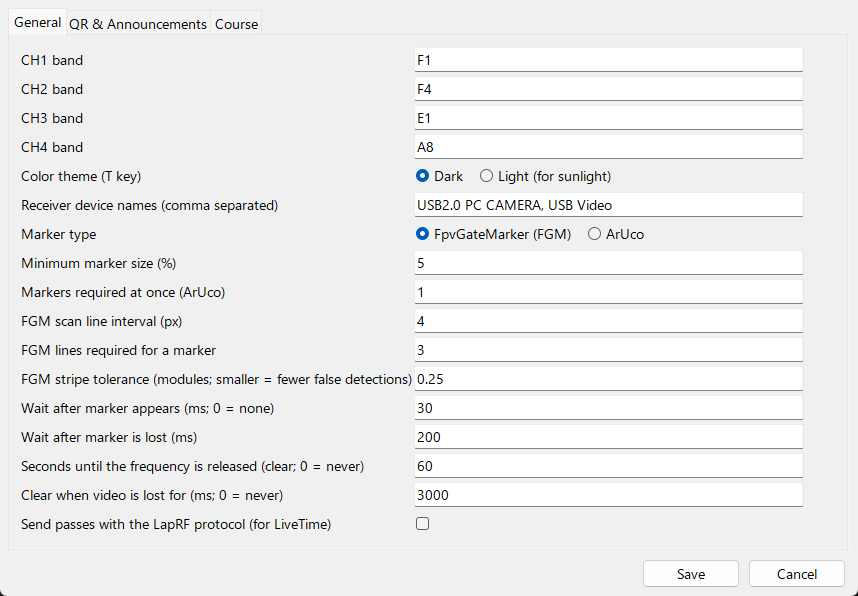 General QR & Announcements Course
CH1 band F1
CH2 band F4
CH3 band E1
CH4 band A8
Color theme (T key) Dark Light (for sunlight)
Receiver device names (comma separated) USB2.0 PC CAMERA, USB Video
Marker type FpvGateMarker (FGM) ArUco
Minimum marker size (%) 5
Markers required at once (ArUco) 1
FGM scan line interval (px) 4
FGM lines required for a marker 3
FGM stripe tolerance (modules; smaller = fewer false detections) 0.25
Wait after marker appears (ms; 0 = none) 30
Wait after marker is lost (ms) 200
Seconds until the frequency is released (clear; 0 = never) 60
Clear when video is lost for (ms; 0 = never) 3000
Send passes with the LapRF protocol (for LiveTime)
Save Cancel